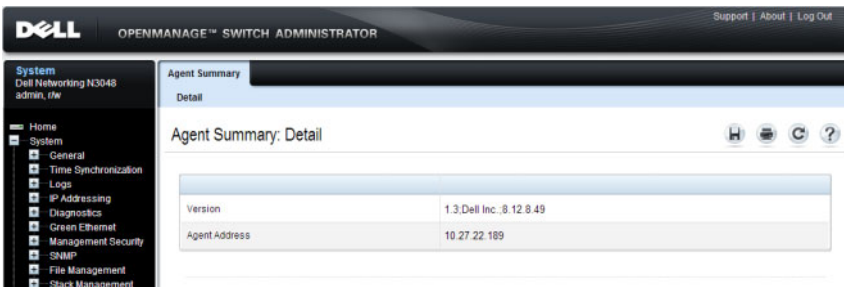 Support | About | Log Out
DELL OPENMANAGE™ SWITCH ADMINISTRATOR
System
Dell Networking N3048
admin, r/w
Home
System
General
Time Synchronization
Logs
IP Addressing
Diagnostics
Green Ethernet
Management Security
SNMP
File Management
Stack Management
Agent Summary
Detail
Agent Summary: Detail
Version 1.3;Dell Inc.;8.12.8.49
Agent Address 10.27.22.189